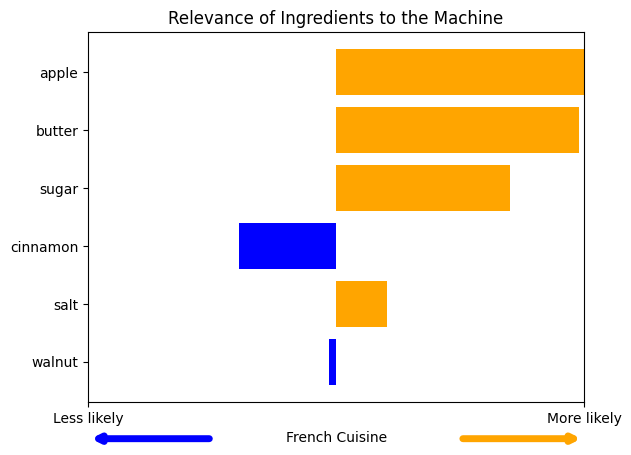 Relevance of Ingredients to the Machine
apple
butter
sugar
cinnamon
salt
walnut
Less likely
More likely
French Cuisine